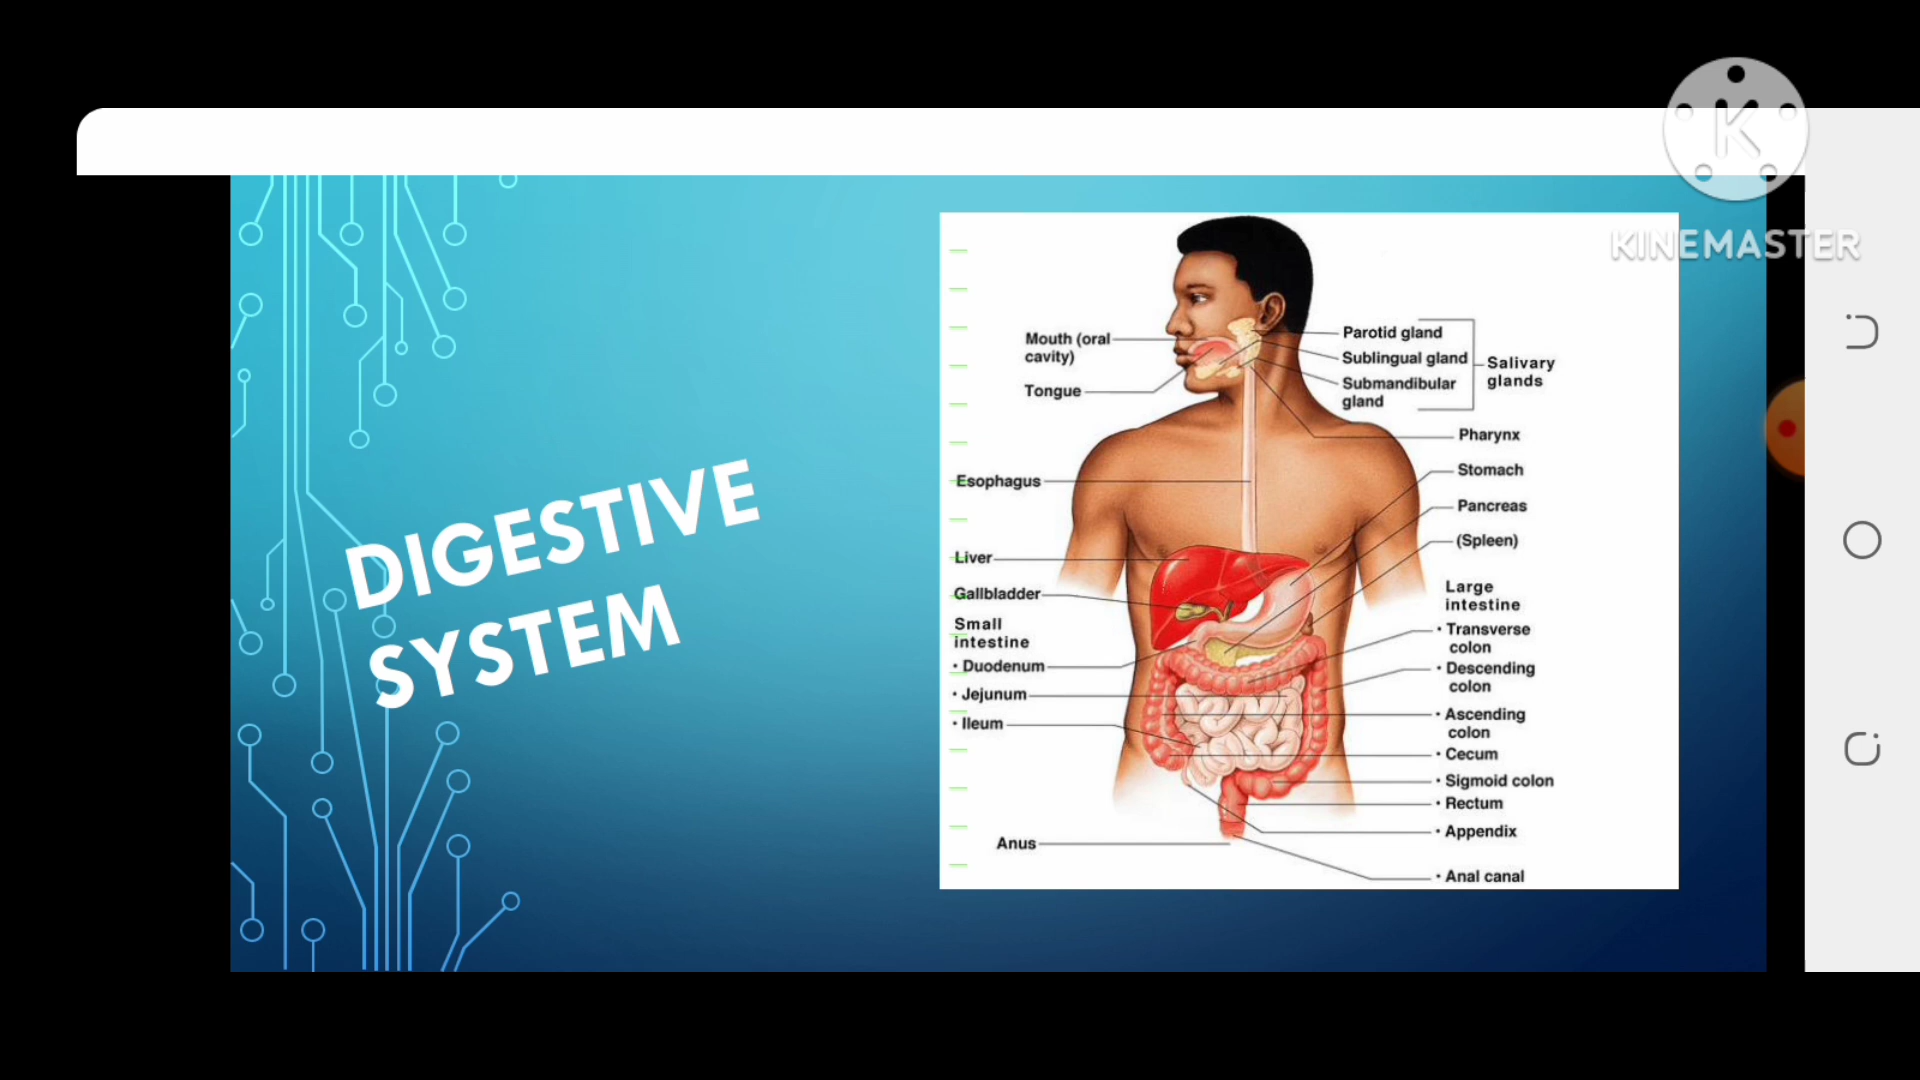 K
KINEMASTER
DIGESTIVE
SYSTEM
Mouth (oral
cavity)
Tongue
Esophagus
Liver
Gallbladder
Small
intestine
• Duodenum
• Jejunum
• Ileum
Anus
Parotid gland
Sublingual gland
Submandibular
gland
Salivary
glands
Pharynx
Stomach
Pancreas
(Spleen)
Large
intestine
• Transverse
colon
• Descending
colon
• Ascending
colon
• Cecum
• Sigmoid colon
• Rectum
• Appendix
• Anal canal